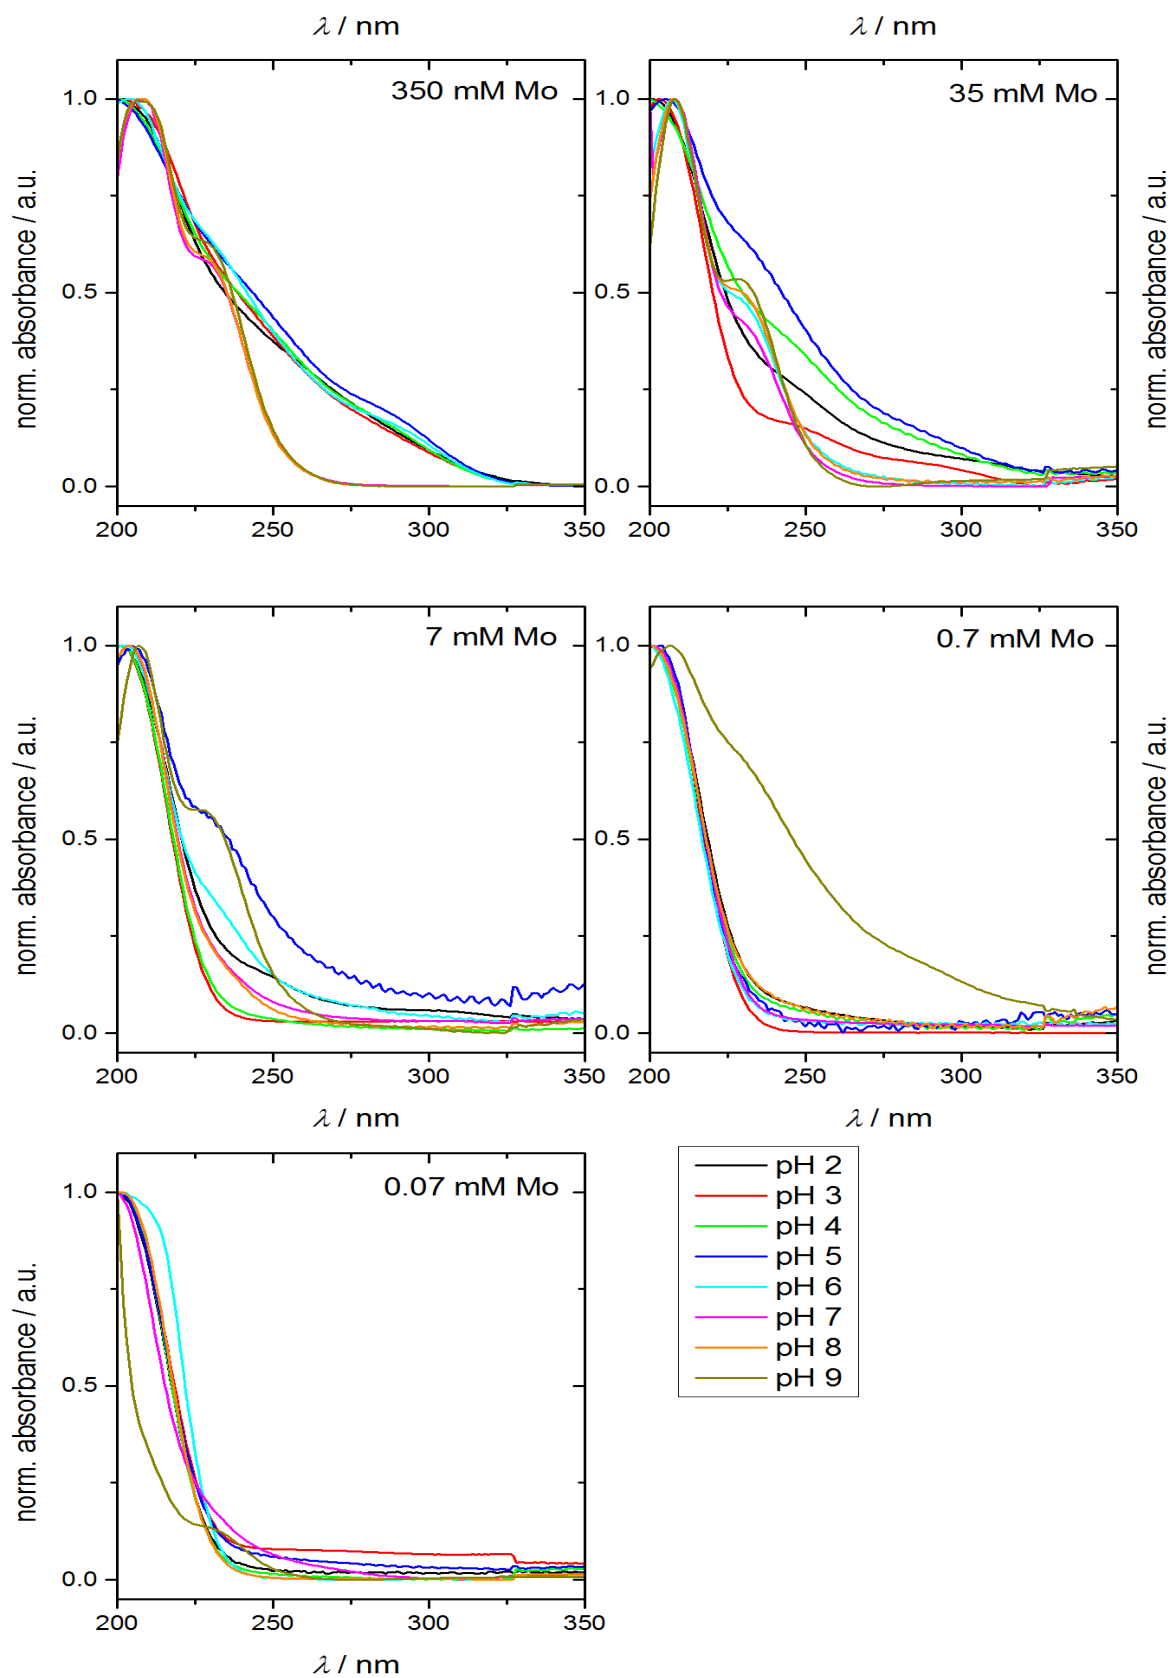 λ / nm
λ / nm
350 mM Mo
35 mM Mo
1.0
0.5
0.0
norm. absorbance / a.u.
1.0
0.5
0.0
norm. absorbance / a.u.
200 250 300 350
200 250 300 350
7 mM Mo
0.7 mM Mo
1.0
0.5
0.0
norm. absorbance / a.u.
1.0
0.5
0.0
norm. absorbance / a.u.
200 250 300 350
200 250 300 350
λ / nm
λ / nm
0.07 mM Mo
1.0
0.5
0.0
norm. absorbance / a.u.
200 250 300 350
λ / nm
pH 2
pH 3
pH 4
pH 5
pH 6
pH 7
pH 8
pH 9